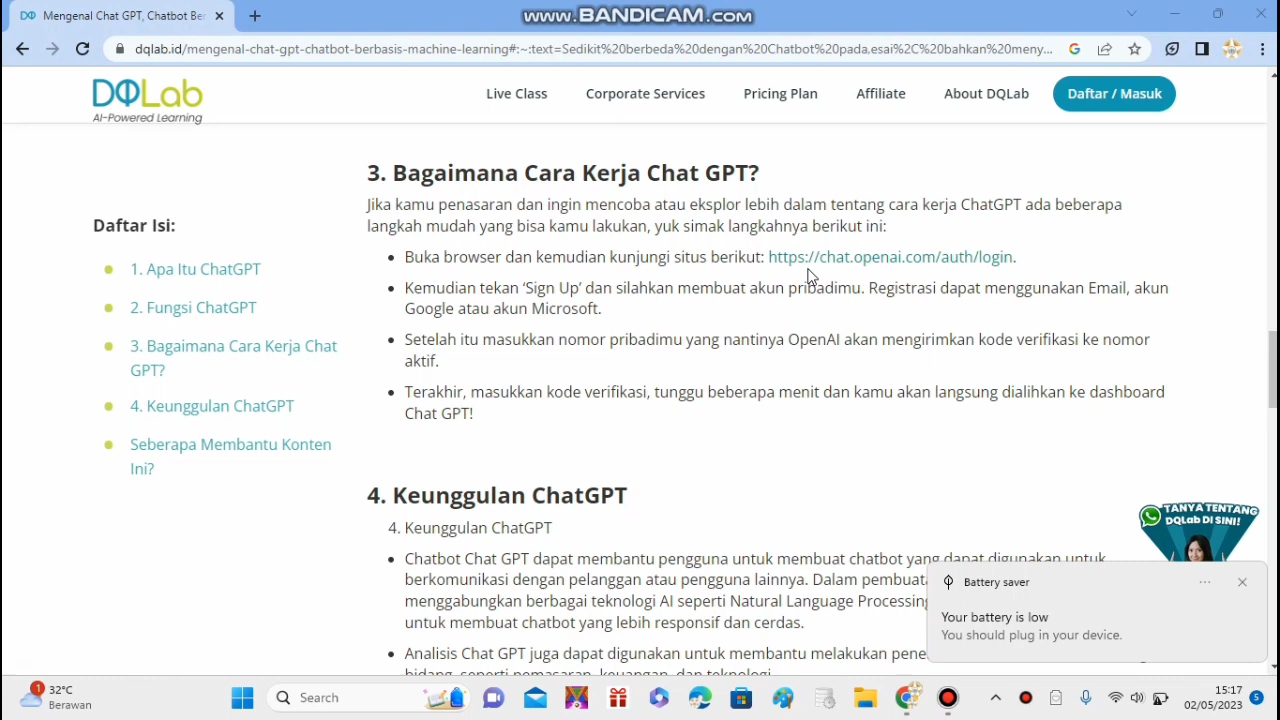 Mengenal Chat GPT, Chatbot Ber
www.BANDICAM.com
dqlab.id/mengenal-chat-gpt-chatbot-berbasis-machine-learning#:~:text=Sedikit%20berbeda%20dengan%20Chatbot%20pada,esai%2C%20bahkan%20meny...
DQLab
AI-Powered Learning
Live Class
Corporate Services
Pricing Plan
Affiliate
About DQLab
Daftar / Masuk
Daftar Isi:
1. Apa Itu ChatGPT
2. Fungsi ChatGPT
3. Bagaimana Cara Kerja Chat
GPT?
4. Keunggulan ChatGPT
Seberapa Membantu Konten
Ini?
3. Bagaimana Cara Kerja Chat GPT?
Jika kamu penasaran dan ingin mencoba atau eksplor lebih dalam tentang cara kerja ChatGPT ada beberapa
langkah mudah yang bisa kamu lakukan, yuk simak langkahnya berikut ini:
Buka browser dan kemudian kunjungi situs berikut: https://chat.openai.com/auth/login.
Kemudian tekan ‘Sign Up’ dan silahkan membuat akun pribadimu. Registrasi dapat menggunakan Email, akun
Google atau akun Microsoft.
Setelah itu masukkan nomor pribadimu yang nantinya OpenAI akan mengirimkan kode verifikasi ke nomor
aktif.
Terakhir, masukkan kode verifikasi, tunggu beberapa menit dan kamu akan langsung dialihkan ke dashboard
Chat GPT!
4. Keunggulan ChatGPT
4. Keunggulan ChatGPT
Chatbot Chat GPT dapat membantu pengguna untuk membuat chatbot yang dapat digunakan untuk
berkomunikasi dengan pelanggan atau pengguna lainnya. Dalam pembuata
menggabungkan berbagai teknologi AI seperti Natural Language Processing
untuk membuat chatbot yang lebih responsif dan cerdas.
Analisis Chat GPT juga dapat digunakan untuk membantu melakukan pene
bidang, seperti pemasaran, keuangan, dan teknologi.
TANYA TENTANG
DQLab DI SINI!
Battery saver
Your battery is low
You should plug in your device.
1
32°C
Berawan
Search
15:17
02/05/2023
5